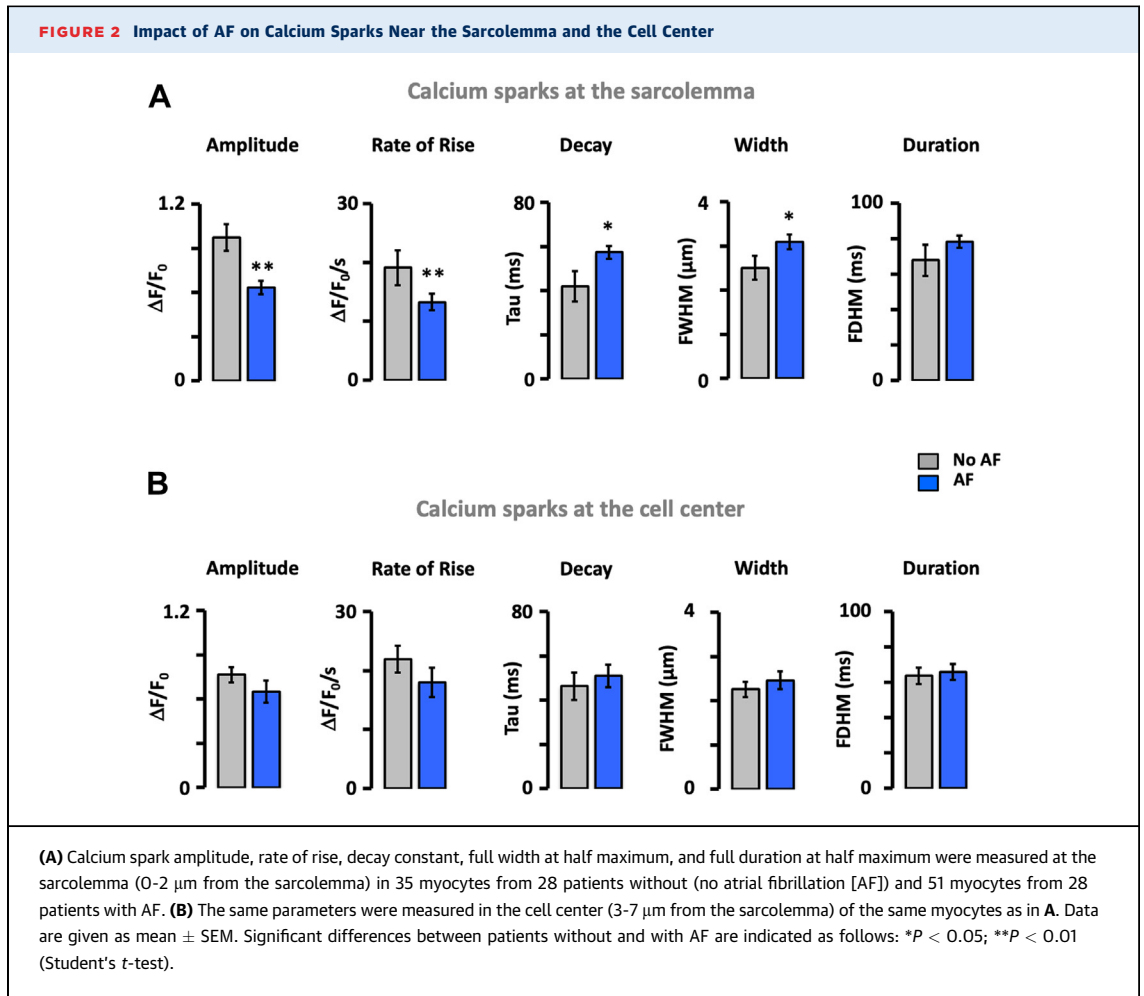 FIGURE 2 Impact of AF on Calcium Sparks Near the Sarcolemma and the Cell Center
A
Calcium sparks at the sarcolemma
Amplitude
Rate of Rise
Decay
Width
Duration
1.2
ΔF/F0
0
**
30
ΔF/F0/s
0
**
80
Tau (ms)
0
*
4
FWHM (μm)
0
*
100
FDHM (ms)
0
No AF
AF
B
Calcium sparks at the cell center
Amplitude
Rate of Rise
Decay
Width
Duration
1.2
ΔF/F0
0
30
ΔF/F0/s
0
80
Tau (ms)
0
4
FWHM (μm)
0
100
FDHM (ms)
0
(A) Calcium spark amplitude, rate of rise, decay constant, full width at half maximum, and full duration at half maximum were measured at the
sarcolemma (0-2 μm from the sarcolemma) in 35 myocytes from 28 patients without (no atrial fibrillation [AF]) and 51 myocytes from 28
patients with AF. (B) The same parameters were measured in the cell center (3-7 μm from the sarcolemma) of the same myocytes as in A. Data
are given as mean ± SEM. Significant differences between patients without and with AF are indicated as follows: *P < 0.05; **P < 0.01
(Student's t-test).